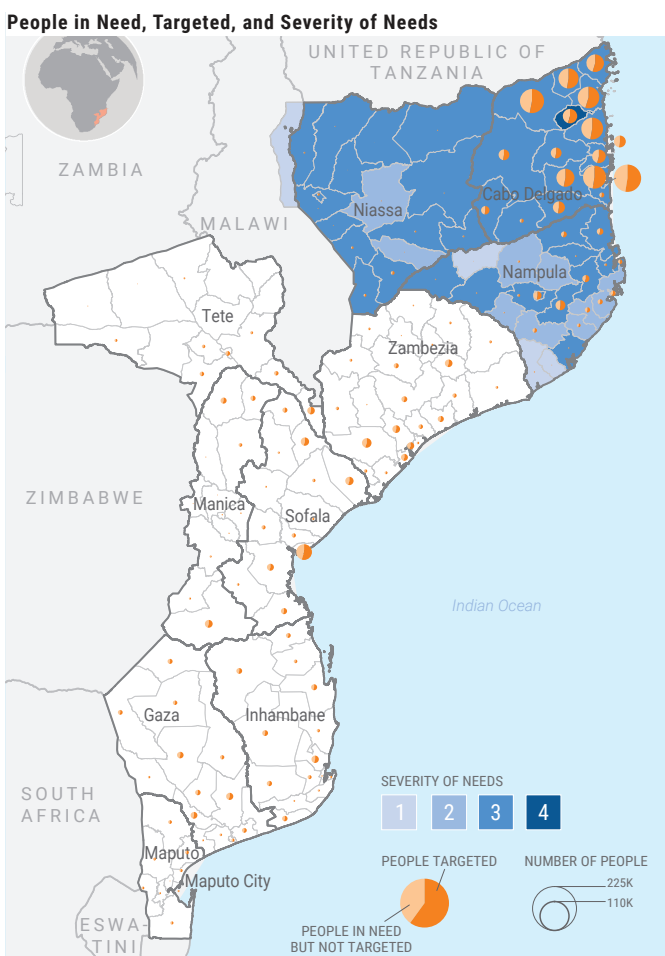 People in Need, Targeted, and Severity of Needs
UNITED REPUBLIC OF
TANZANIA
ZAMBIA
MALAWI
Niassa
Cabo Delgado
Nampula
Tete
Zambezia
ZIMBABWE
Manica
Sofala
Indian Ocean
Gaza
Inhambane
SOUTH
AFRICA
Maputo
Maputo City
ESWA-
TINI
SEVERITY OF NEEDS
1 2 3 4
PEOPLE TARGETED
PEOPLE IN NEED
BUT NOT TARGETED
NUMBER OF PEOPLE
225K
110K